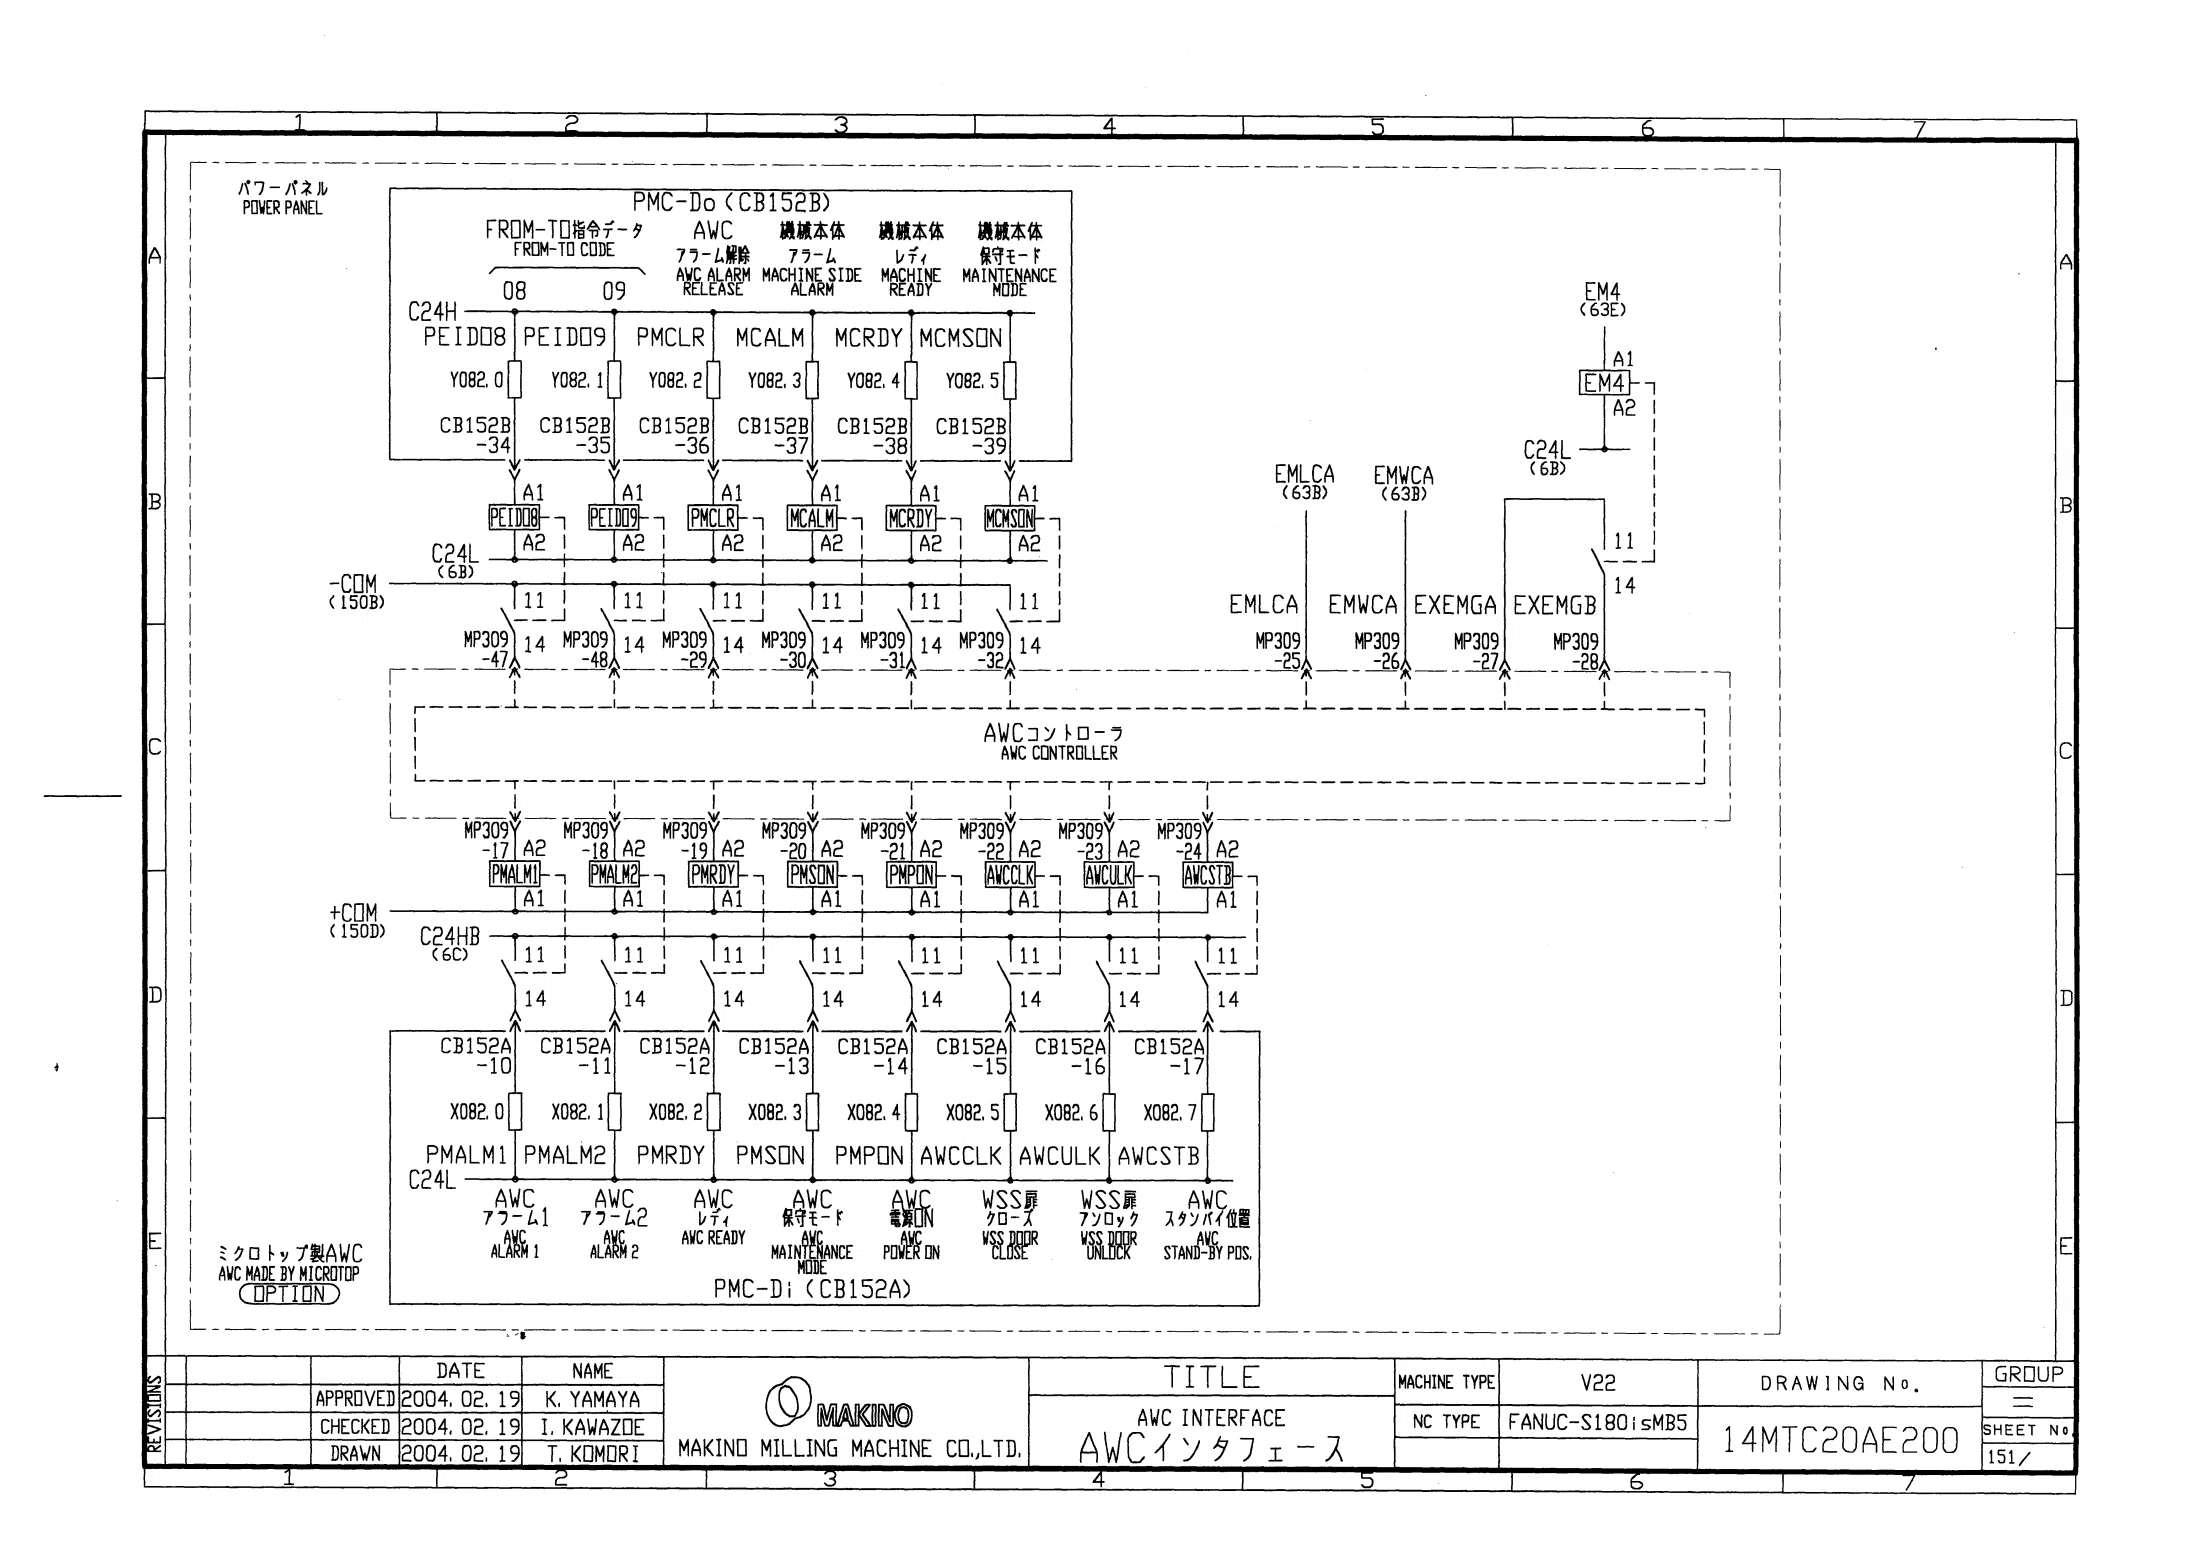 1 2 3 4 5 6 7
パワーパネル
POWER PANEL
PMC-Do (CB152B)
FROM-TO指令データ
FROM-TO CODE
08 09
AWC
アラーム解除
AWC ALARM
RELEASE
機械本体
アラーム
MACHINE SIDE
ALARM
機械本体
レディ
MACHINE
READY
機械本体
保守モード
MAINTENANCE
MODE
C24H
PEID08 PEID09 PMCLR MCALM MCRDY MCMSON
Y082.0 Y082.1 Y082.2 Y082.3 Y082.4 Y082.5
CB152B CB152B CB152B CB152B CB152B CB152B
-34 -35 -36 -37 -38 -39
A1 A1 A1 A1 A1 A1
PEID08 PEID09 PMCLR MCALM MCRDY MCMSON
A2 A2 A2 A2 A2 A2
C24L
(6B)
-COM
(150B)
11 11 11 11 11 11
14 14 14 14 14 14
MP309 MP309 MP309 MP309 MP309 MP309
-47 -48 -29 -30 -31 -32
EM4
(63E)
A1
EM4
A2
C24L
(6B)
EMLCA
(63B)
EMWCA
(63B)
11
14
EMLCA EMWCA EXEMGA EXEMGB
MP309 MP309 MP309 MP309
-25 -26 -27 -28
AWCコントローラ
AWC CONTROLLER
MP309 MP309 MP309 MP309 MP309 MP309 MP309 MP309
-17 -18 -19 -20 -21 -22 -23 -24
A2 A2 A2 A2 A2 A2 A2 A2
PMALM1 PMALM2 PMRDY PMSON PMPON AWCCLK AWCULK AWCSTB
A1 A1 A1 A1 A1 A1 A1 A1
+COM
(150D)
C24HB
(6C)
11 11 11 11 11 11 11 11
14 14 14 14 14 14 14 14
CB152A CB152A CB152A CB152A CB152A CB152A CB152A CB152A
-10 -11 -12 -13 -14 -15 -16 -17
X082.0 X082.1 X082.2 X082.3 X082.4 X082.5 X082.6 X082.7
PMALM1 PMALM2 PMRDY PMSON PMPON AWCCLK AWCULK AWCSTB
C24L
AWC
アラーム1
AWC
ALARM 1
AWC
アラーム2
AWC
ALARM 2
AWC
レディ
AWC READY
AWC
保守モード
AWC
MAINTENANCE
MODE
AWC
電源ON
AWC
POWER ON
WSS扉
クローズ
WSS DOOR
CLOSE
WSS扉
アンロック
WSS DOOR
UNLOCK
AWC
スタンバイ位置
AWC
STAND-BY POS.
PMC-Di (CB152A)
ミクロトップ製AWC
AWC MADE BY MICROTOP
OPTION
A A
B B
C C
D D
E E
REVISIONS
DATE NAME
APPROVED 2004.02.19 K. YAMAYA
CHECKED 2004.02.19 I. KAWAZOE
DRAWN 2004.02.19 T. KOMORI
MAKINO
MAKINO MILLING MACHINE CO.,LTD.
TITLE
AWC INTERFACE
AWCインタフェース
MACHINE TYPE V22
NC TYPE FANUC-S180isMB5
DRAWING No.
14MTC20AE200
GROUP
=
SHEET No.
151/
1 2 3 4 5 6 7